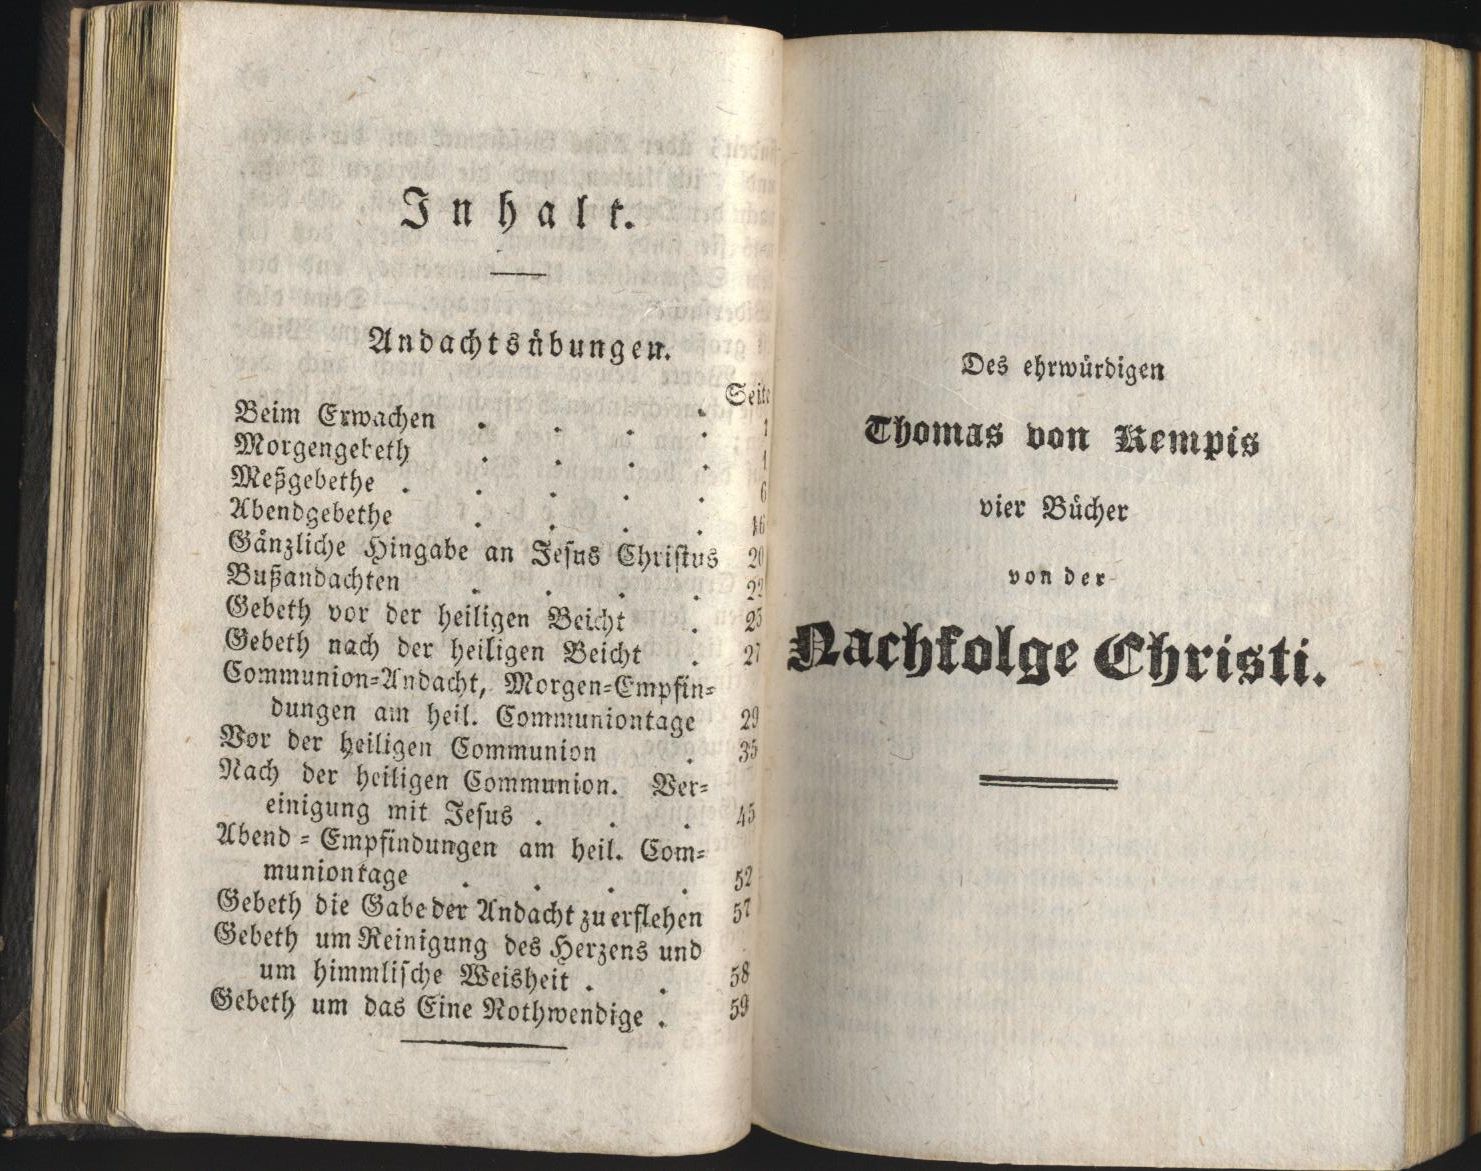 Inhalt.
Andachtsübungen.
Seite
Beim Erwachen . . . . 1
Morgengebeth . . . . 1
Meßgebethe . . . . . 6
Abendgebethe . . . . 16
Gänzliche Hingabe an Jesus Christus 20
Bußandachten . . . . 22
Gebeth vor der heiligen Beicht . 25
Gebeth nach der heiligen Beicht . 27
Communion=Andacht, Morgen=Empfin=
dungen am heil. Communiontage 29
Vor der heiligen Communion . 35
Nach der heiligen Communion. Ver=
einigung mit Jesus . . . 45
Abend=Empfindungen am heil. Com=
muniontage . . . . 52
Gebeth die Gabe der Andacht zu erflehen 57
Gebeth um Reinigung des Herzens und
um himmlische Weisheit . . 58
Gebeth um das Eine Nothwendige . 59
Des ehrwürdigen
Thomas von Kempis
vier Bücher
von der
Nachfolge Christi.